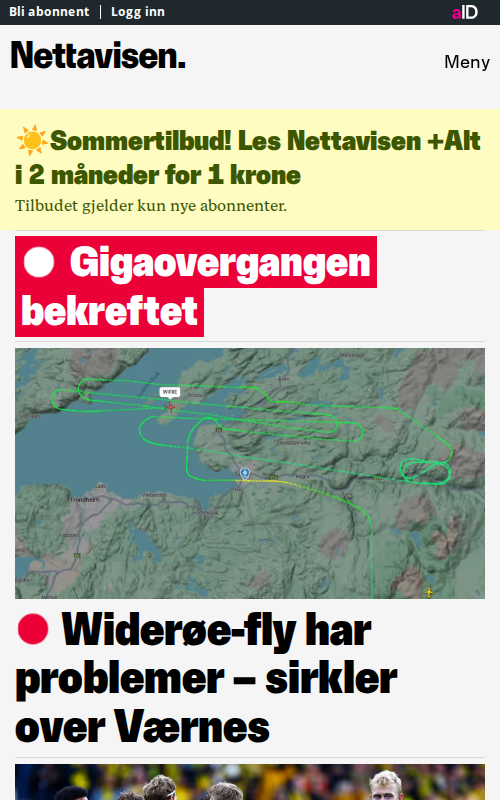 Bli abonnent
Logg inn
aID
Nettavisen.
Meny
Sommertilbud! Les Nettavisen +Alt
i 2 måneder for 1 krone
Tilbudet gjelder kun nye abonnenter.
Gigaovergangen
bekreftet
Trondheim
Widerøe-fly har
problemer – sirkler
over Værnes